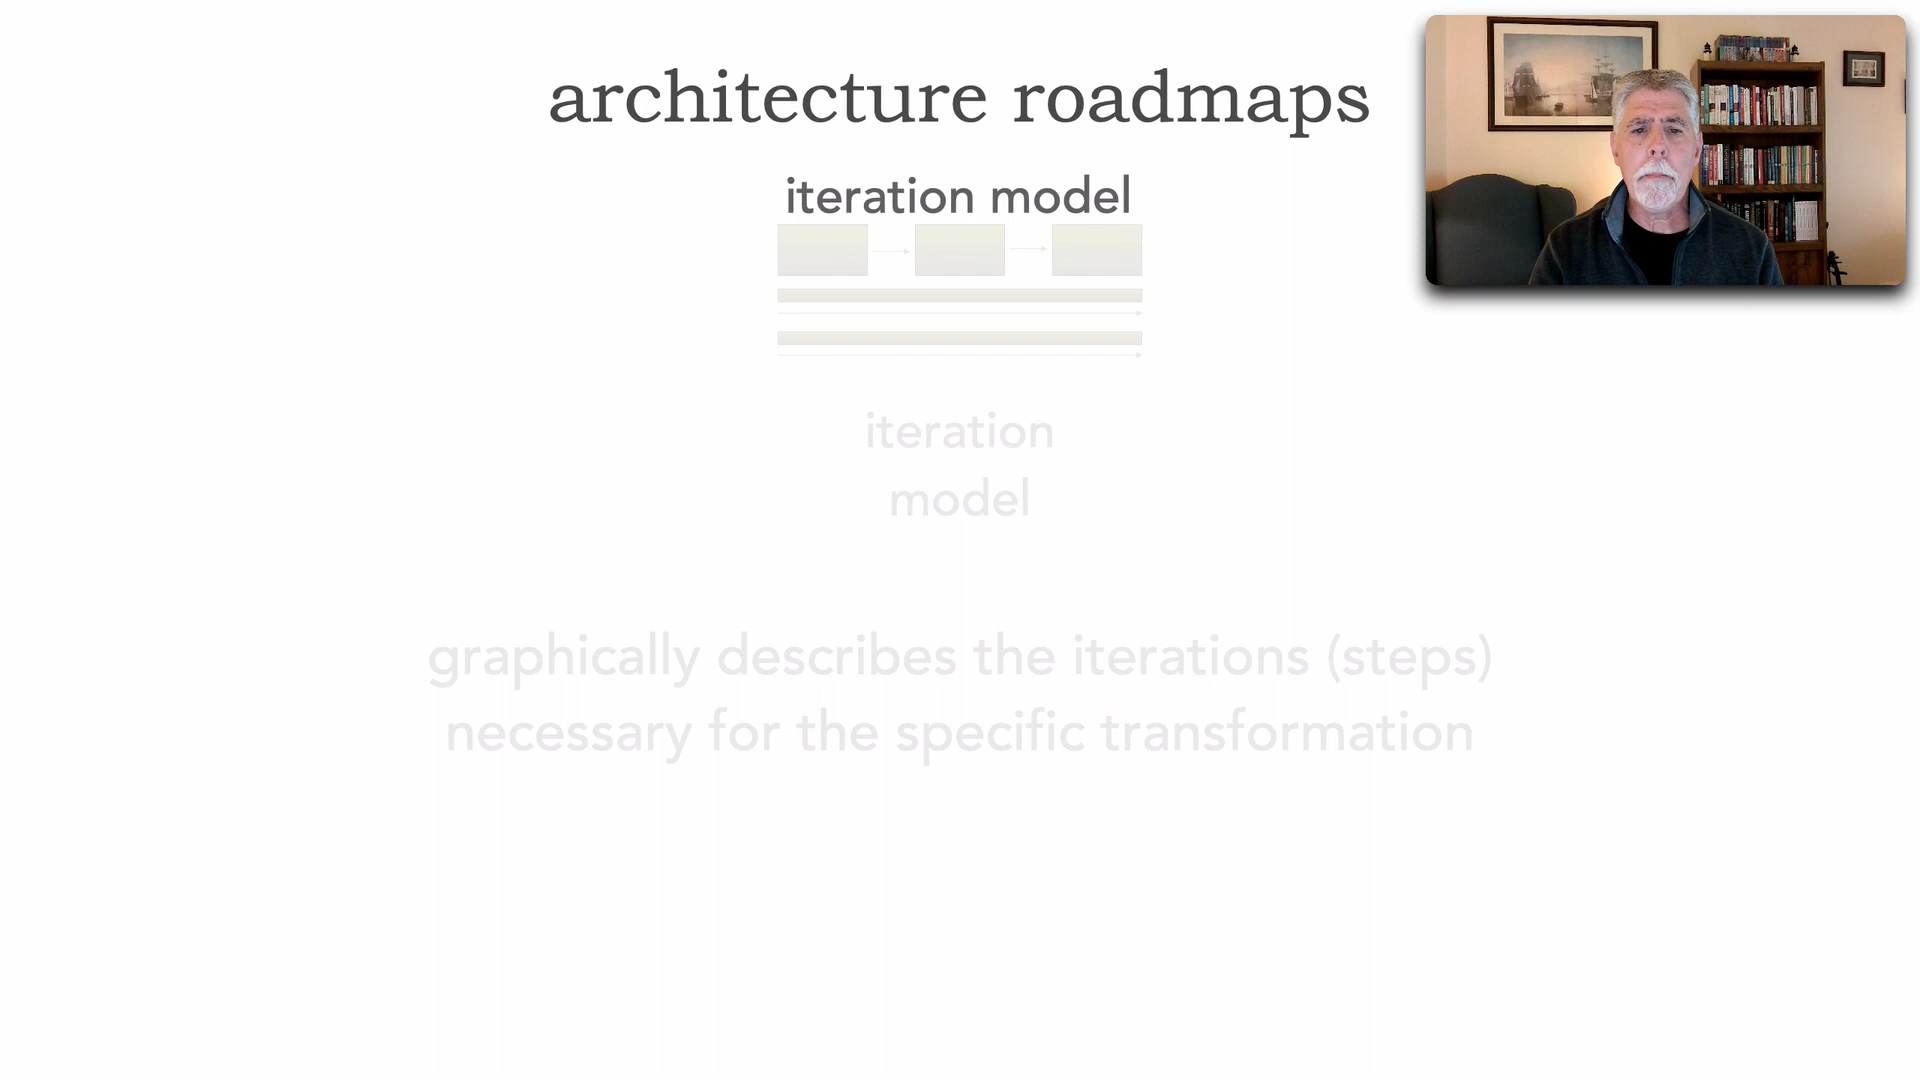 architecture roadmaps
iteration model
iteration
model
graphically describes the iterations (steps)
necessary for the specific transformation